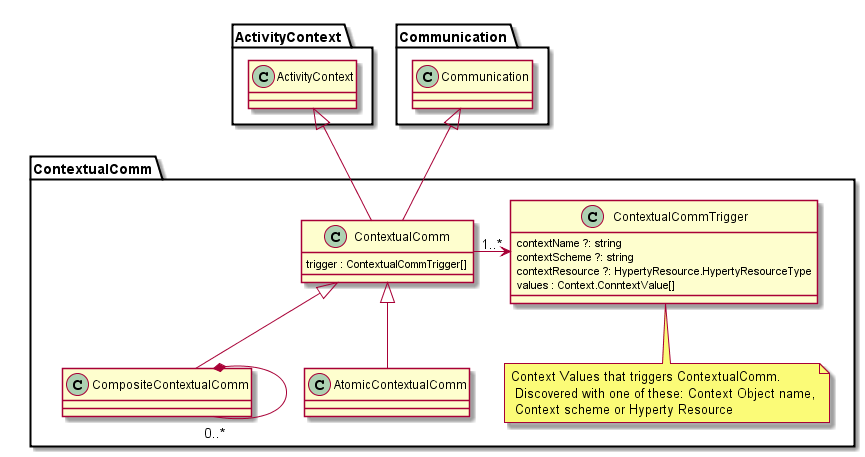 ActivityContext
Communication
C ActivityContext
C Communication
ContextualComm
C ContextualComm
trigger : ContextualCommTrigger[]
1..*
C ContextualCommTrigger
contextName ?: string
contextScheme ?: string
contextResource ?: HypertyResource.HypertyResourceType
values : Context.ConntextValue[]
C CompositeContextualComm
0..*
C AtomicContextualComm
Context Values that triggers ContextualComm.
Discovered with one of these: Context Object name,
Context scheme or Hyperty Resource